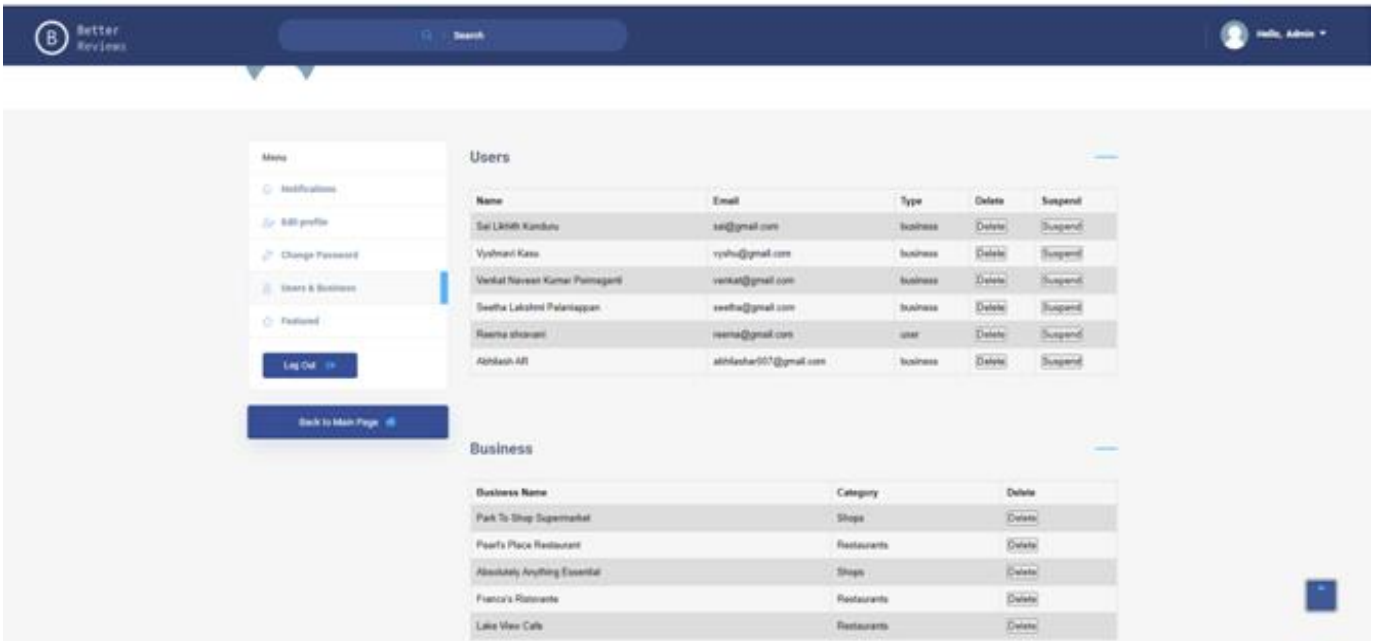 Better
Reviews
Search
Hello, Admin
Menu
Notifications
Edit profile
Change Password
Users & Business
Featured
Log Out
Back to Main Page
Users
Name Email Type Delete Suspend
Sai Likhith Kanduru sai@gmail.com business Delete Suspend
Vyshnavi Kasu vyshu@gmail.com business Delete Suspend
Venkat Naveen Kumar venkat@gmail.com business Delete Suspend
Seetha Lakshmi Palaniappan seetha@gmail.com business Delete Suspend
Reema reema@gmail.com user Delete Suspend
Abhilash AR abhilashar007@gmail.com business Delete Suspend
Business
Business Name Category Delete
Park To Shop Supermarket Shops Delete
Pearl's Place Restaurant Restaurants Delete
Absolutely Anything Essential Shops Delete
Franco's Ristorante Restaurants Delete
Lake View Cafe Restaurants Delete